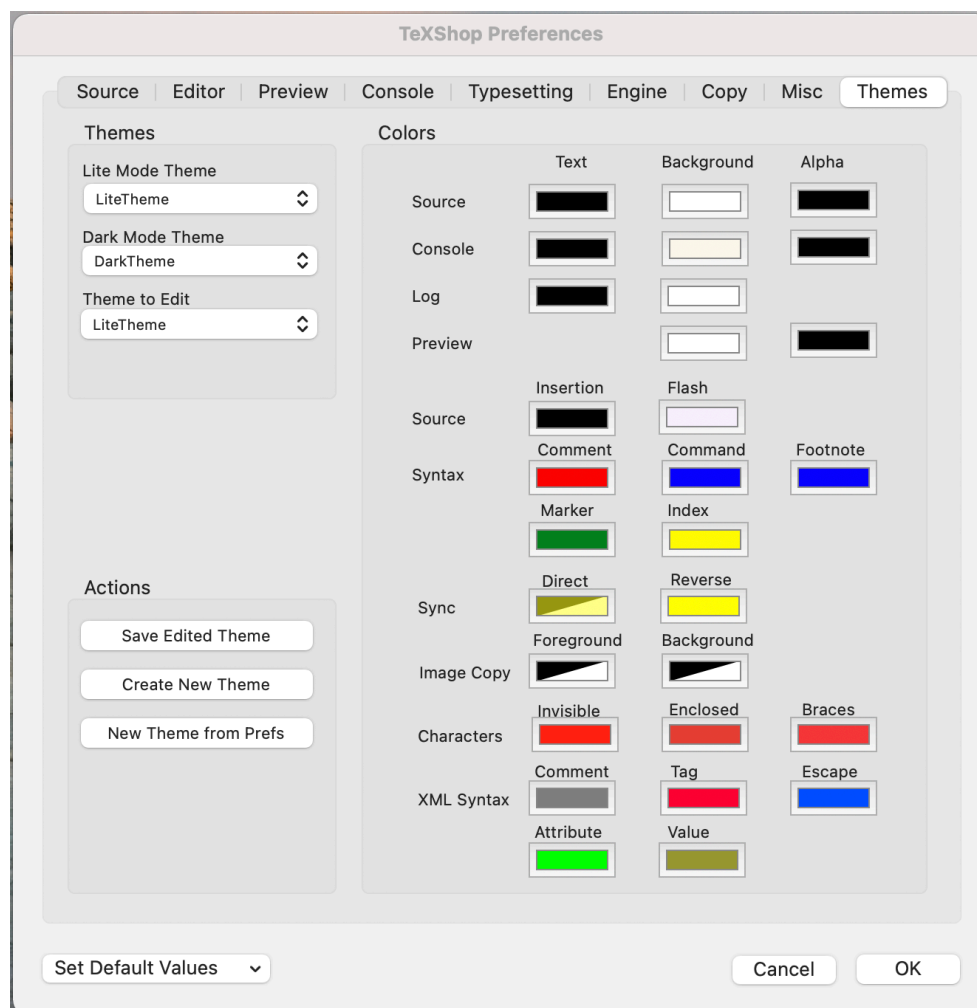 TeXShop Preferences
Source Editor Preview Console Typesetting Engine Copy Misc Themes
Themes
Lite Mode Theme
LiteTheme
Dark Mode Theme
DarkTheme
Theme to Edit
LiteTheme
Actions
Save Edited Theme
Create New Theme
New Theme from Prefs
Colors
Text Background Alpha
Source
Console
Log
Preview
Insertion Flash
Source
Comment Command Footnote
Syntax
Marker Index
Direct Reverse
Sync
Foreground Background
Image Copy
Invisible Enclosed Braces
Characters
Comment Tag Escape
XML Syntax
Attribute Value
Set Default Values
Cancel OK